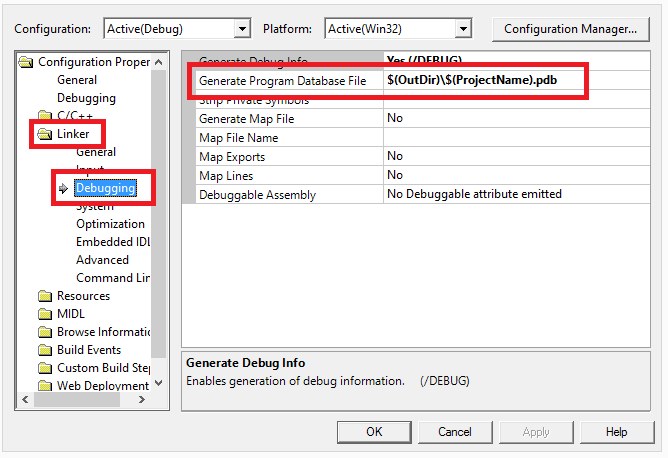 Configuration: Active(Debug) Platform: Active(Win32) Configuration Manager...
Configuration Proper
General
Debugging
C/C++
Linker
General
Input
Debugging
System
Optimization
Embedded IDL
Advanced
Command Lin
Resources
MIDL
Browse Informatic
Build Events
Custom Build Step
Web Deployment
Generate Debug Info Yes (/DEBUG)
Generate Program Database File $(OutDir)\$(ProjectName).pdb
Strip Private Symbols
Generate Map File No
Map File Name
Map Exports No
Map Lines No
Debuggable Assembly No Debuggable attribute emitted
Generate Debug Info
Enables generation of debug information. (/DEBUG)
OK Cancel Apply Help